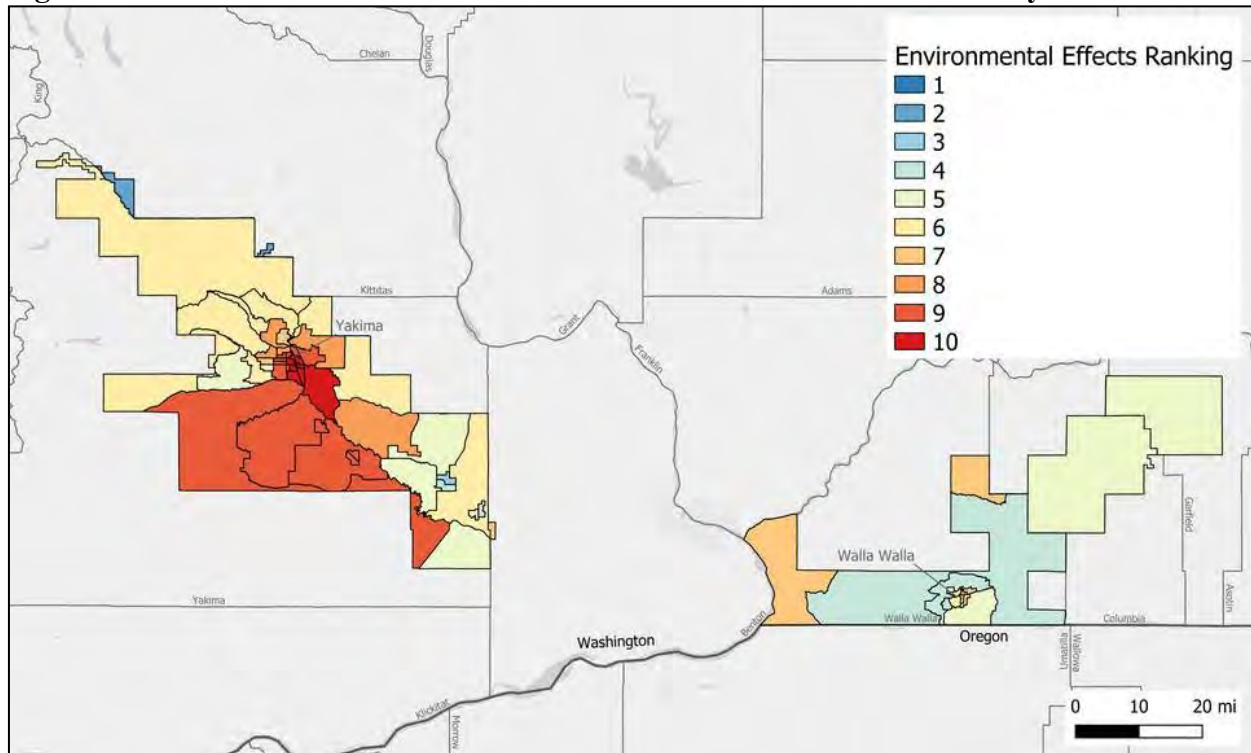 Chelan
Douglas
King
Environmental Effects Ranking
1
2
3
4
5
6
7
8
9
10
Kittitas
Adams
Grant
Yakima
Franklin
Garfield
Walla Walla
Asotin
Yakima
Walla Walla
Columbia
Benton
Washington
Oregon
Umatilla
Wallowa
Klickitat
Morrow
0 10 20 mi